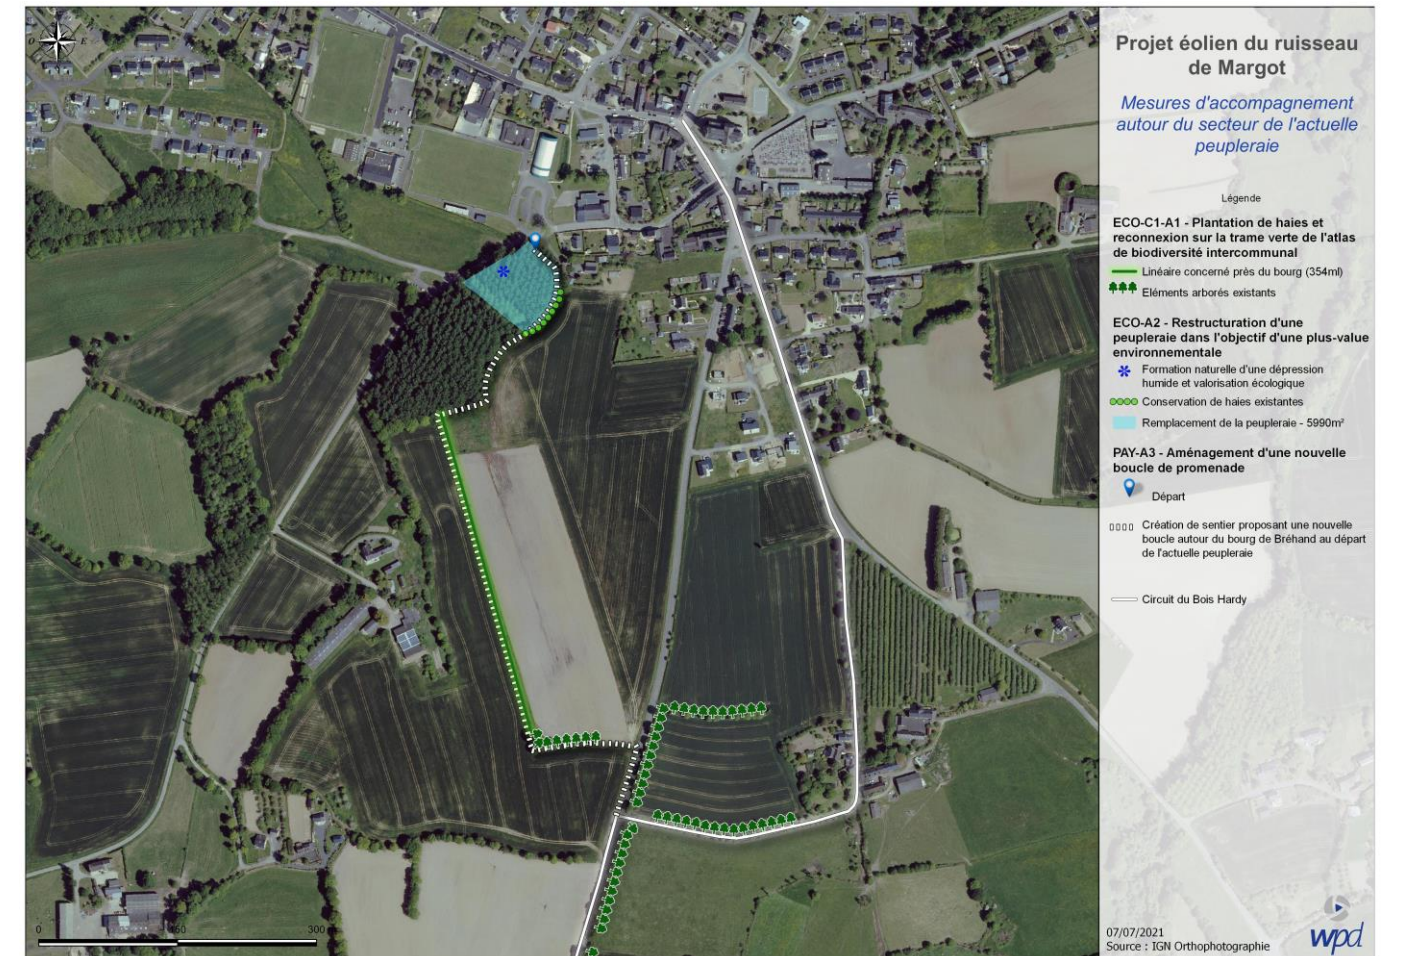 Projet éolien du ruisseau
de Margot
Mesures d'accompagnement
autour du secteur de l'actuelle
peupleraie
Légende
ECO-C1-A1 - Plantation de haies et
reconnexion sur la trame verte de l'atlas
de biodiversité intercommunal
Linéaire concerné près du bourg (354ml)
Eléments arborés existants
ECO-A2 - Restructuration d'une
peupleraie dans l'objectif d'une plus-value
environnementale
Formation naturelle d'une dépression
humide et valorisation écologique
Conservation de haies existantes
Remplacement de la peupleraie - 5990m²
PAY-A3 - Aménagement d'une nouvelle
boucle de promenade
Départ
Création de sentier proposant une nouvelle
boucle autour du bourg de Bréhand au départ
de l'actuelle peupleraie
Circuit du Bois Hardy
07/07/2021
Source : IGN Orthophotographie
wpd
O E
0 300